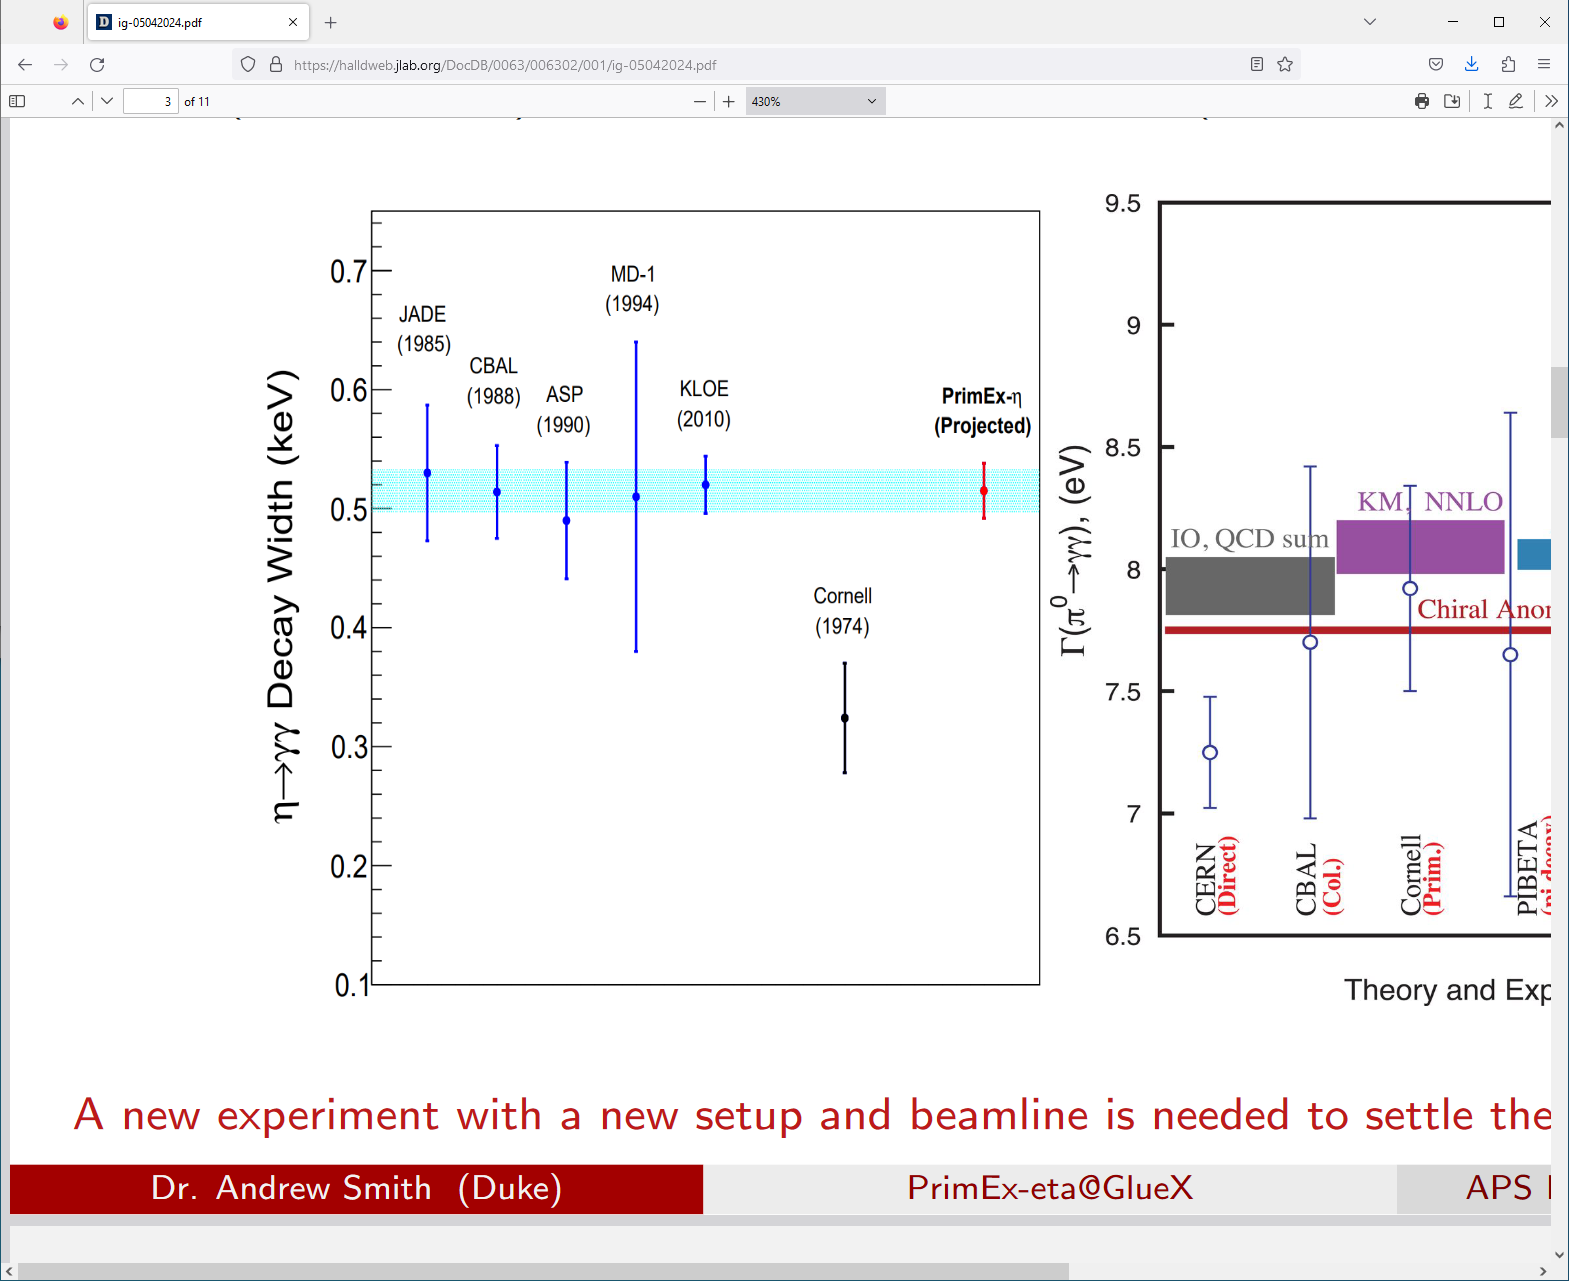 ig-05042024.pdf
https://halldweb.jlab.org/DocDB/0063/006302/001/ig-05042024.pdf
3 of 11
430%
η→γγ Decay Width (keV)
0.7
0.6
0.5
0.4
0.3
0.2
0.1
JADE
(1985)
CBAL
(1988)
ASP
(1990)
MD-1
(1994)
KLOE
(2010)
Cornell
(1974)
PrimEx-η
(Projected)
Γ(π⁰→γγ), (eV)
9.5
9
8.5
8
7.5
7
6.5
IO, QCD sum
KM, NNLO
Chiral Anor
CERN
(Direct)
CBAL
(Col.)
Cornell
(Prim.)
PIBETA
Theory and Exp
A new experiment with a new setup and beamline is needed to settle the
Dr. Andrew Smith (Duke)
PrimEx-eta@GlueX
APS